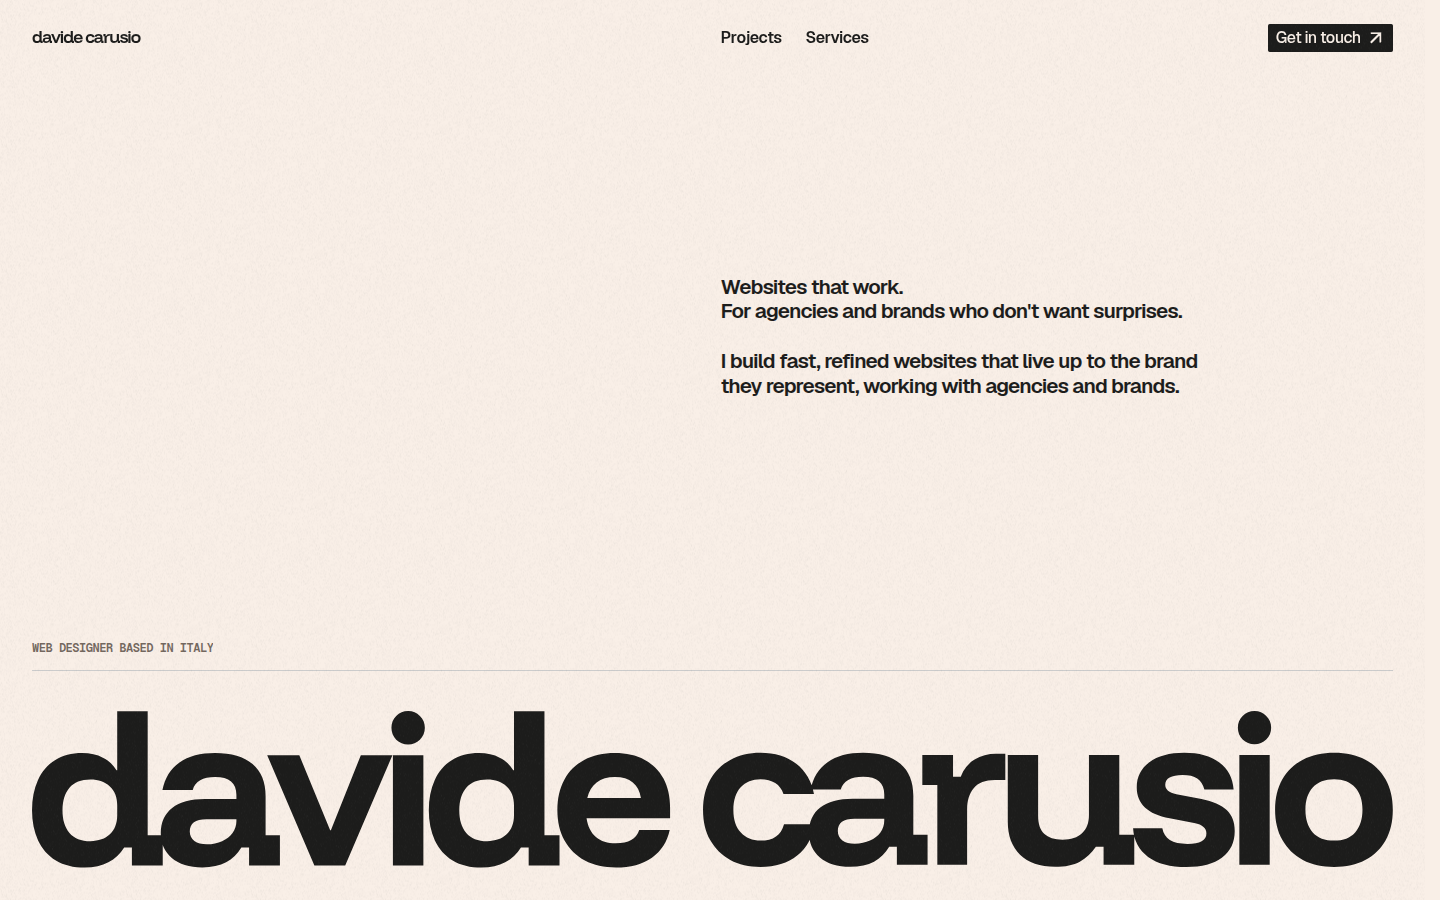 davide carusio
Projects
Services
Get in touch
Websites that work.
For agencies and brands who don't want surprises.
I build fast, refined websites that live up to the brand
they represent, working with agencies and brands.
WEB DESIGNER BASED IN ITALY
davide carusio